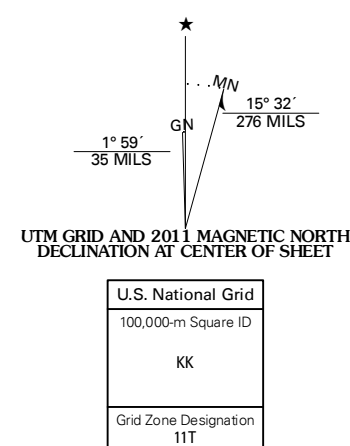 ★
MN
GN
15° 32´
276 MILS
1° 59´
35 MILS
UTM GRID AND 2011 MAGNETIC NORTH
DECLINATION AT CENTER OF SHEET
U.S. National Grid
100,000-m Square ID
KK
Grid Zone Designation
11T